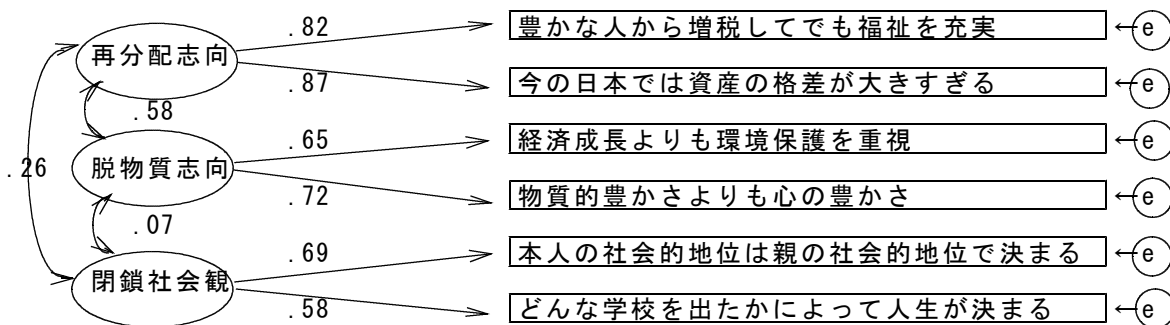 .82
豊かな人から増税してでも福祉を充実
←e
再分配志向
.87
今の日本では資産の格差が大きすぎる
←e
.58
.65
経済成長よりも環境保護を重視
←e
.26
脱物質志向
.72
物質的豊かさよりも心の豊かさ
←e
.07
.69
本人の社会的地位は親の社会的地位で決まる
←e
閉鎖社会観
.58
どんな学校を出たかによって人生が決まる
←e